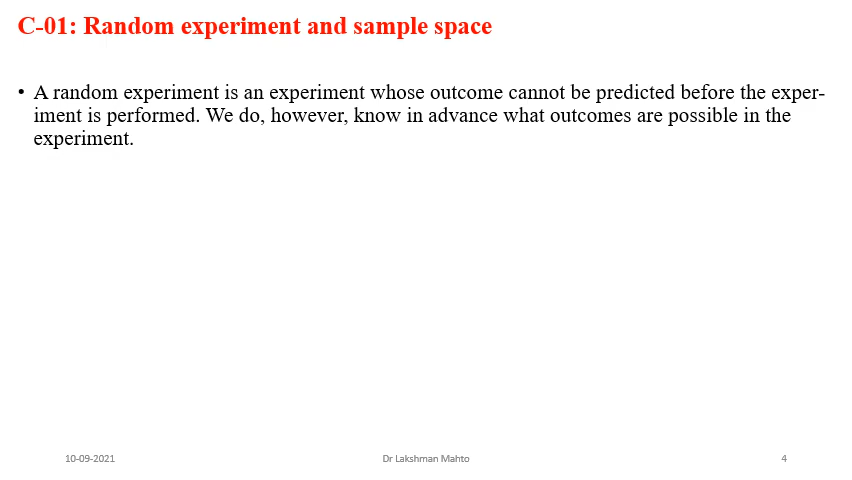 C-01: Random experiment and sample space
• A random experiment is an experiment whose outcome cannot be predicted before the exper-
iment is performed. We do, however, know in advance what outcomes are possible in the
experiment.
10-09-2021 Dr Lakshman Mahto 4